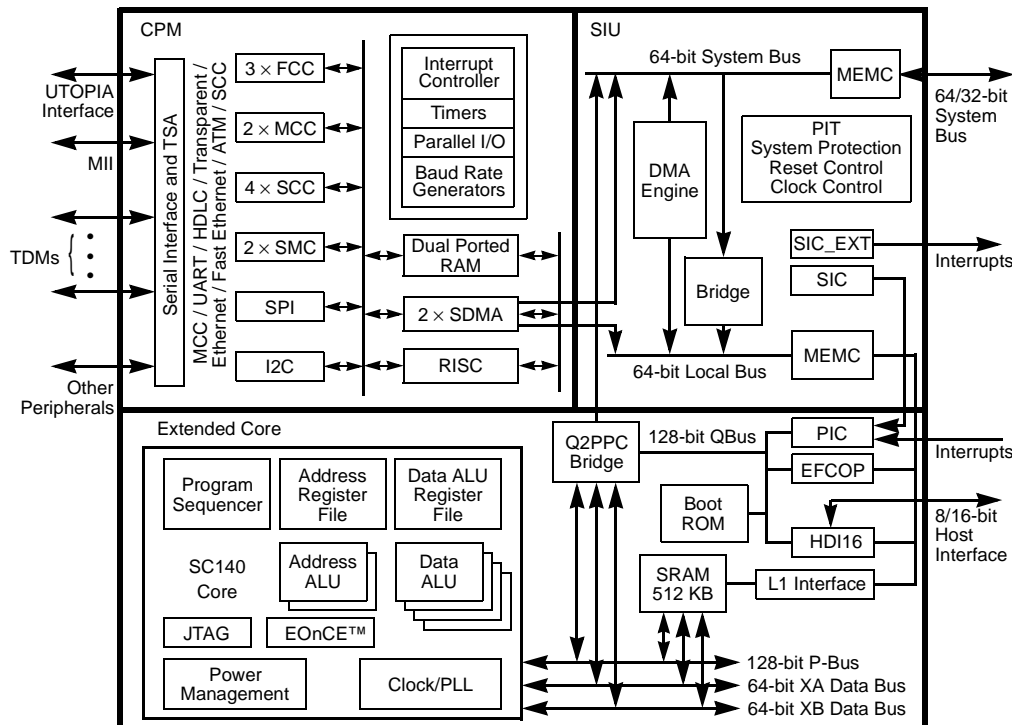 CPM
SIU
UTOPIA
Interface
MII
TDMs
Other
Peripherals
Serial Interface and TSA
MCC / UART / HDLC / Transparent /
Ethernet / Fast Ethernet / ATM / SCC
3 × FCC
2 × MCC
4 × SCC
2 × SMC
SPI
I2C
Interrupt
Controller
Timers
Parallel I/O
Baud Rate
Generators
Dual Ported
RAM
2 × SDMA
RISC
64-bit System Bus
MEMC
64/32-bit
System
Bus
DMA
Engine
PIT
System Protection
Reset Control
Clock Control
SIC_EXT
Interrupts
SIC
Bridge
MEMC
64-bit Local Bus
Extended Core
Program
Sequencer
Address
Register
File
Data ALU
Register
File
SC140
Core
Address
ALU
Data
ALU
JTAG
EOnCE™
Power
Management
Clock/PLL
Q2PPC
Bridge
128-bit QBus
PIC
Interrupts
EFCOP
Boot
ROM
HDI16
8/16-bit
Host
Interface
SRAM
512 KB
L1 Interface
128-bit P-Bus
64-bit XA Data Bus
64-bit XB Data Bus